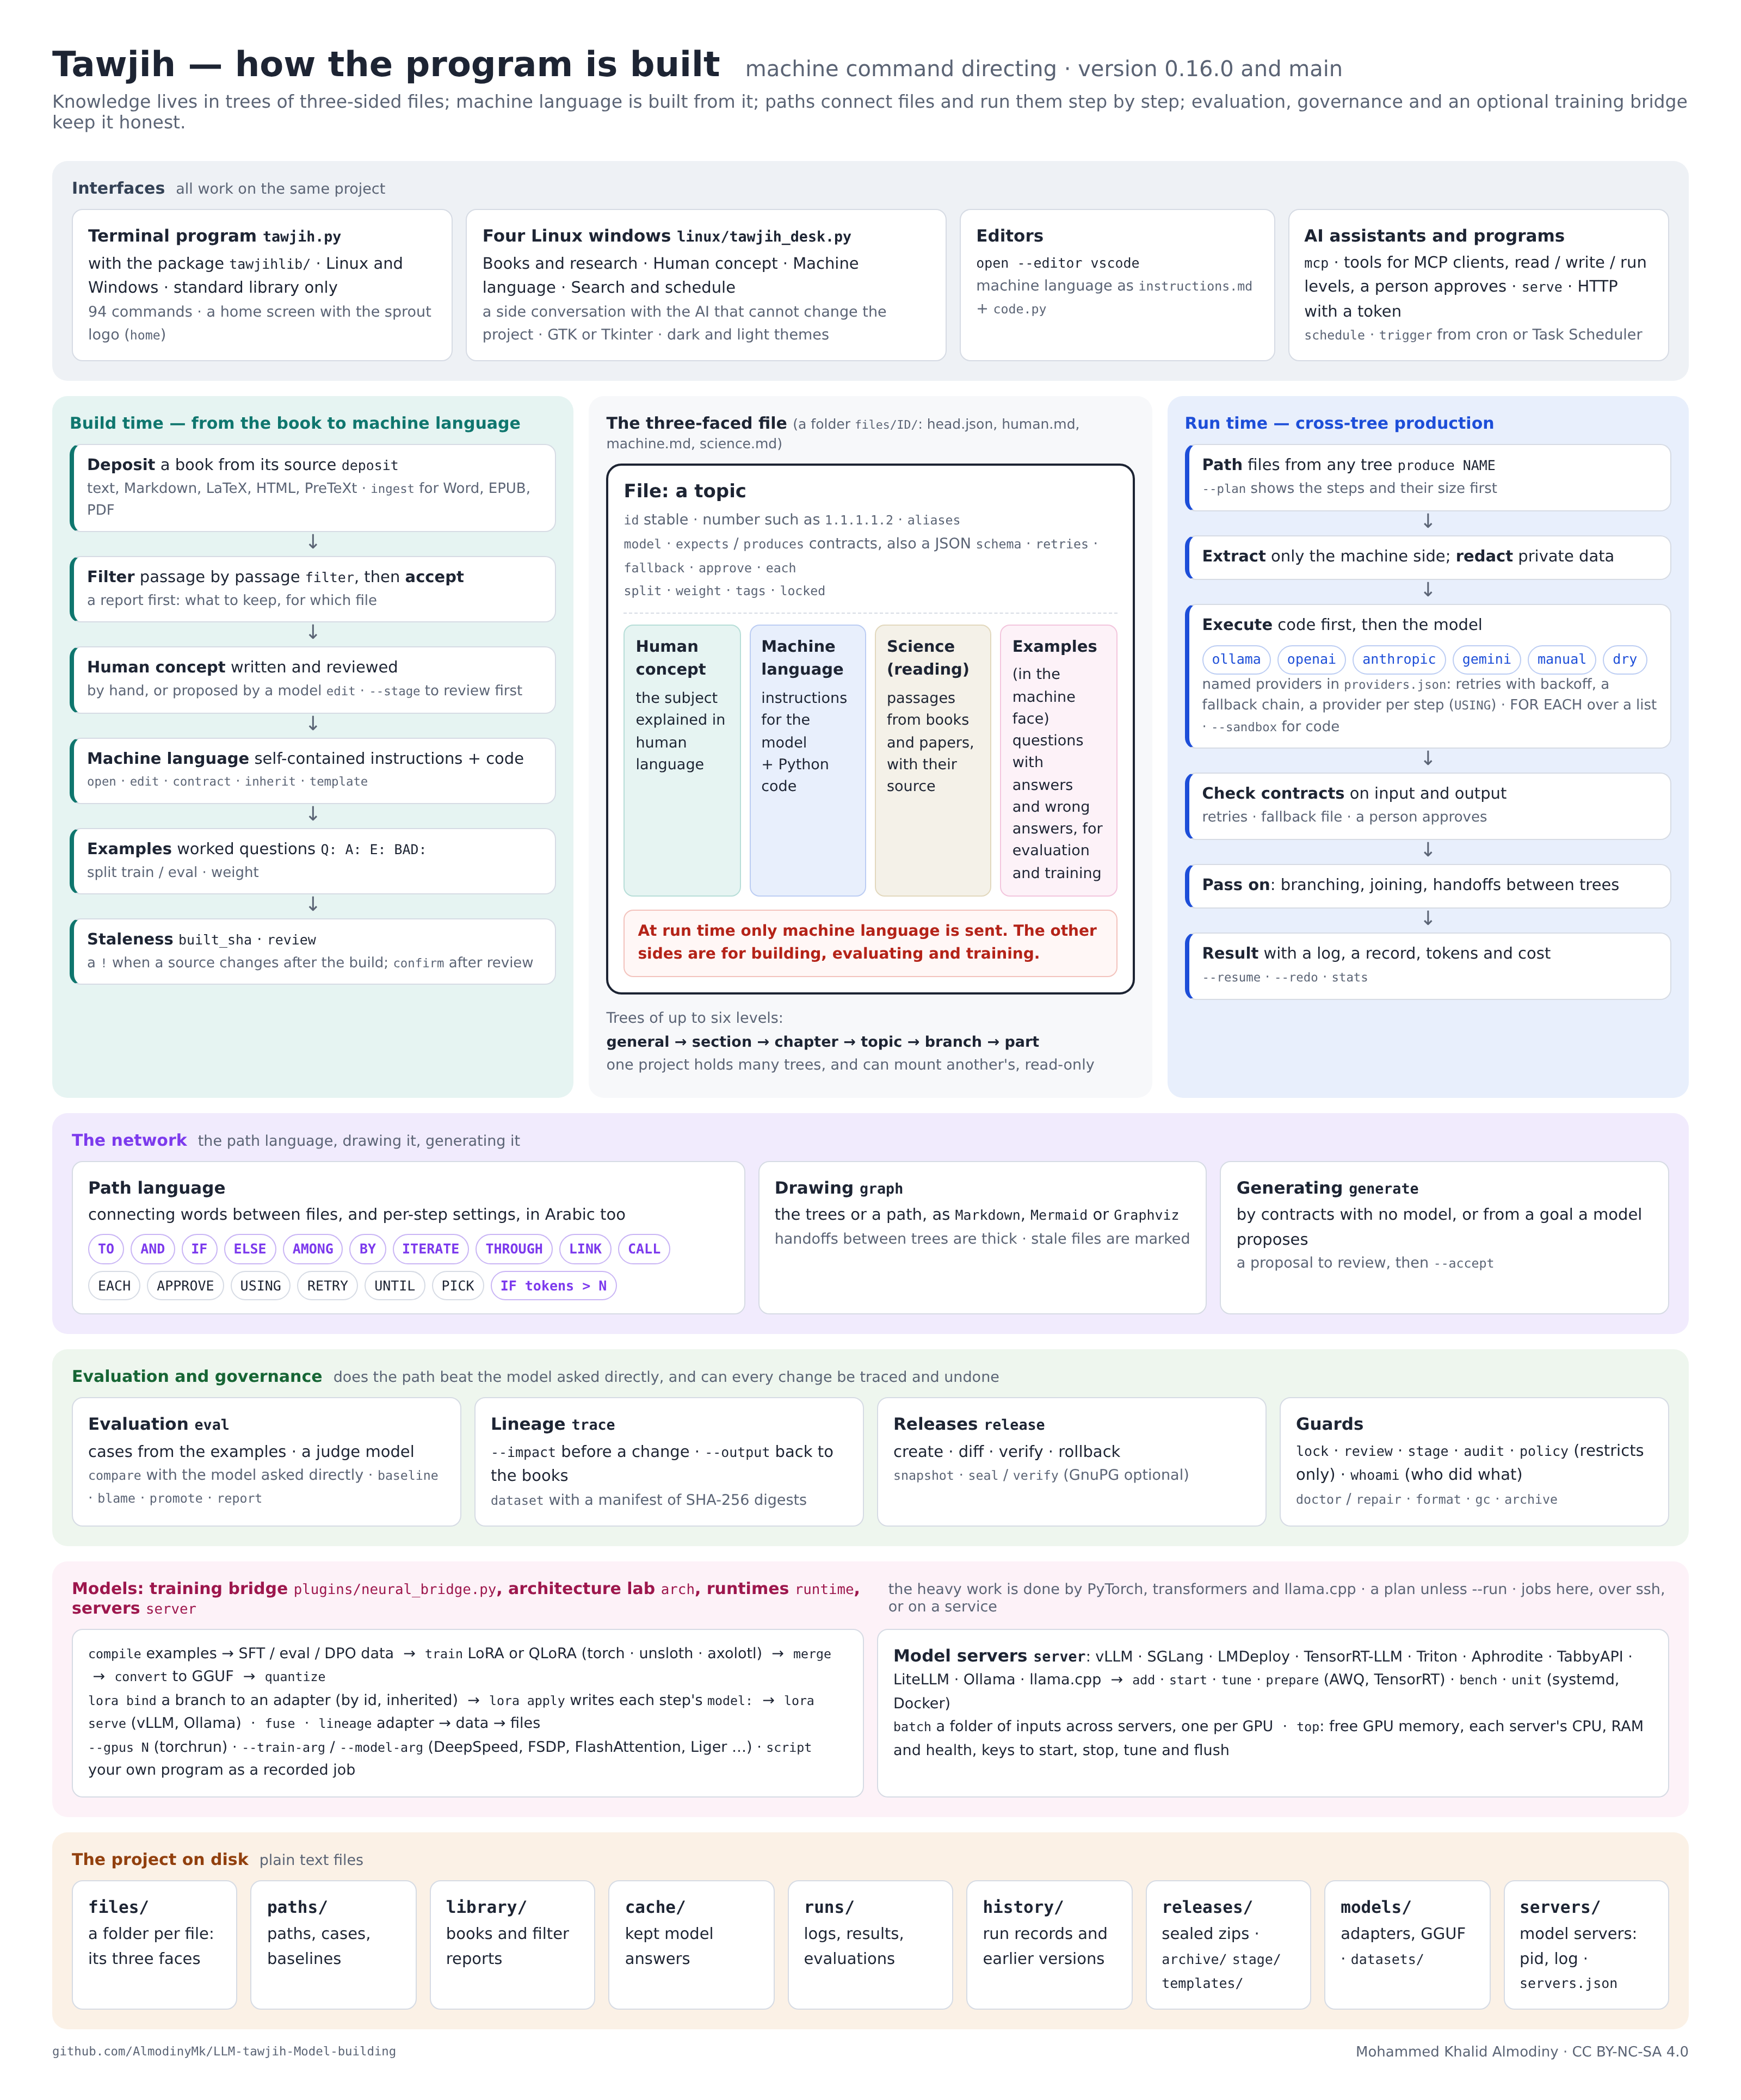 Tawjih — how the program is built machine command directing · version 0.16.0 and main
Knowledge lives in trees of three-sided files; machine language is built from it; paths connect files and run them step by step; evaluation, governance and an optional training bridge
keep it honest.
Interfaces all work on the same project
Terminal program tawjih.py
with the package tawjihlib/ · Linux and
Windows · standard library only
94 commands · a home screen with the sprout
logo (home)
Four Linux windows linux/tawjih_desk.py
Books and research · Human concept · Machine
language · Search and schedule
a side conversation with the AI that cannot change the
project · GTK or Tkinter · dark and light themes
Editors
open --editor vscode
machine language as instructions.md
+ code.py
AI assistants and programs
mcp · tools for MCP clients, read / write / run
levels, a person approves · serve · HTTP
with a token
schedule · trigger from cron or Task Scheduler
Build time — from the book to machine language
Deposit a book from its source deposit
text, Markdown, LaTeX, HTML, PreTeXt · ingest for Word, EPUB,
PDF
↓
Filter passage by passage filter, then accept
a report first: what to keep, for which file
↓
Human concept written and reviewed
by hand, or proposed by a model edit · --stage to review first
↓
Machine language self-contained instructions + code
open · edit · contract · inherit · template
↓
Examples worked questions Q: A: E: BAD:
split train / eval · weight
↓
Staleness built_sha · review
a ! when a source changes after the build; confirm after review
The three-faced file (a folder files/ID/: head.json, human.md,
machine.md, science.md)
File: a topic
id stable · number such as 1.1.1.1.2 · aliases
model · expects / produces contracts, also a JSON schema · retries ·
fallback · approve · each
split · weight · tags · locked
Human
concept
the subject
explained in
human
language
Machine
language
instructions
for the
model
+ Python
code
Science
(reading)
passages
from books
and papers,
with their
source
Examples
(in the
machine
face)
questions
with
answers
and wrong
answers, for
evaluation
and training
At run time only machine language is sent. The other
sides are for building, evaluating and training.
Trees of up to six levels:
general → section → chapter → topic → branch → part
one project holds many trees, and can mount another's, read-only
Run time — cross-tree production
Path files from any tree produce NAME
--plan shows the steps and their size first
↓
Extract only the machine side; redact private data
↓
Execute code first, then the model
ollama openai anthropic gemini manual dry
named providers in providers.json: retries with backoff, a
fallback chain, a provider per step (USING) · FOR EACH over a list
· --sandbox for code
↓
Check contracts on input and output
retries · fallback file · a person approves
↓
Pass on: branching, joining, handoffs between trees
↓
Result with a log, a record, tokens and cost
--resume · --redo · stats
The network the path language, drawing it, generating it
Path language
connecting words between files, and per-step settings, in Arabic too
TO AND IF ELSE AMONG BY ITERATE THROUGH LINK CALL
EACH APPROVE USING RETRY UNTIL PICK IF tokens > N
Drawing graph
the trees or a path, as Markdown, Mermaid or Graphviz
handoffs between trees are thick · stale files are marked
Generating generate
by contracts with no model, or from a goal a model
proposes
a proposal to review, then --accept
Evaluation and governance does the path beat the model asked directly, and can every change be traced and undone
Evaluation eval
cases from the examples · a judge model
compare with the model asked directly · baseline
· blame · promote · report
Lineage trace
--impact before a change · --output back to
the books
dataset with a manifest of SHA-256 digests
Releases release
create · diff · verify · rollback
snapshot · seal / verify (GnuPG optional)
Guards
lock · review · stage · audit · policy (restricts
only) · whoami (who did what)
doctor / repair · format · gc · archive
Models: training bridge plugins/neural_bridge.py, architecture lab arch, runtimes runtime,
servers server
the heavy work is done by PyTorch, transformers and llama.cpp · a plan unless --run · jobs here, over ssh,
or on a service
compile examples → SFT / eval / DPO data → train LoRA or QLoRA (torch · unsloth · axolotl) → merge
→ convert to GGUF → quantize
lora bind a branch to an adapter (by id, inherited) → lora apply writes each step's model: → lora
serve (vLLM, Ollama) · fuse · lineage adapter → data → files
--gpus N (torchrun) · --train-arg / --model-arg (DeepSpeed, FSDP, FlashAttention, Liger ...) · script
your own program as a recorded job
Model servers server: vLLM · SGLang · LMDeploy · TensorRT-LLM · Triton · Aphrodite · TabbyAPI ·
LiteLLM · Ollama · llama.cpp → add · start · tune · prepare (AWQ, TensorRT) · bench · unit (systemd,
Docker)
batch a folder of inputs across servers, one per GPU · top: free GPU memory, each server's CPU, RAM
and health, keys to start, stop, tune and flush
The project on disk plain text files
files/
a folder per file:
its three faces
paths/
paths, cases,
baselines
library/
books and filter
reports
cache/
kept model
answers
runs/
logs, results,
evaluations
history/
run records and
earlier versions
releases/
sealed zips ·
archive/ stage/
templates/
models/
adapters, GGUF
· datasets/
servers/
model servers:
pid, log ·
servers.json
github.com/AlmodinyMk/LLM-tawjih-Model-building
Mohammed Khalid Almodiny · CC BY-NC-SA 4.0